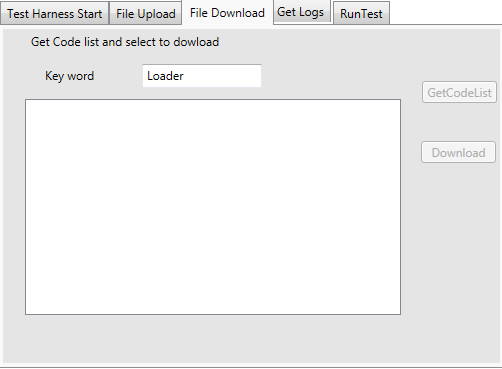 Test Harness Start File Upload File Download Get Logs RunTest
Get Code list and select to dowload
Key word Loader
GetCodeList
Download